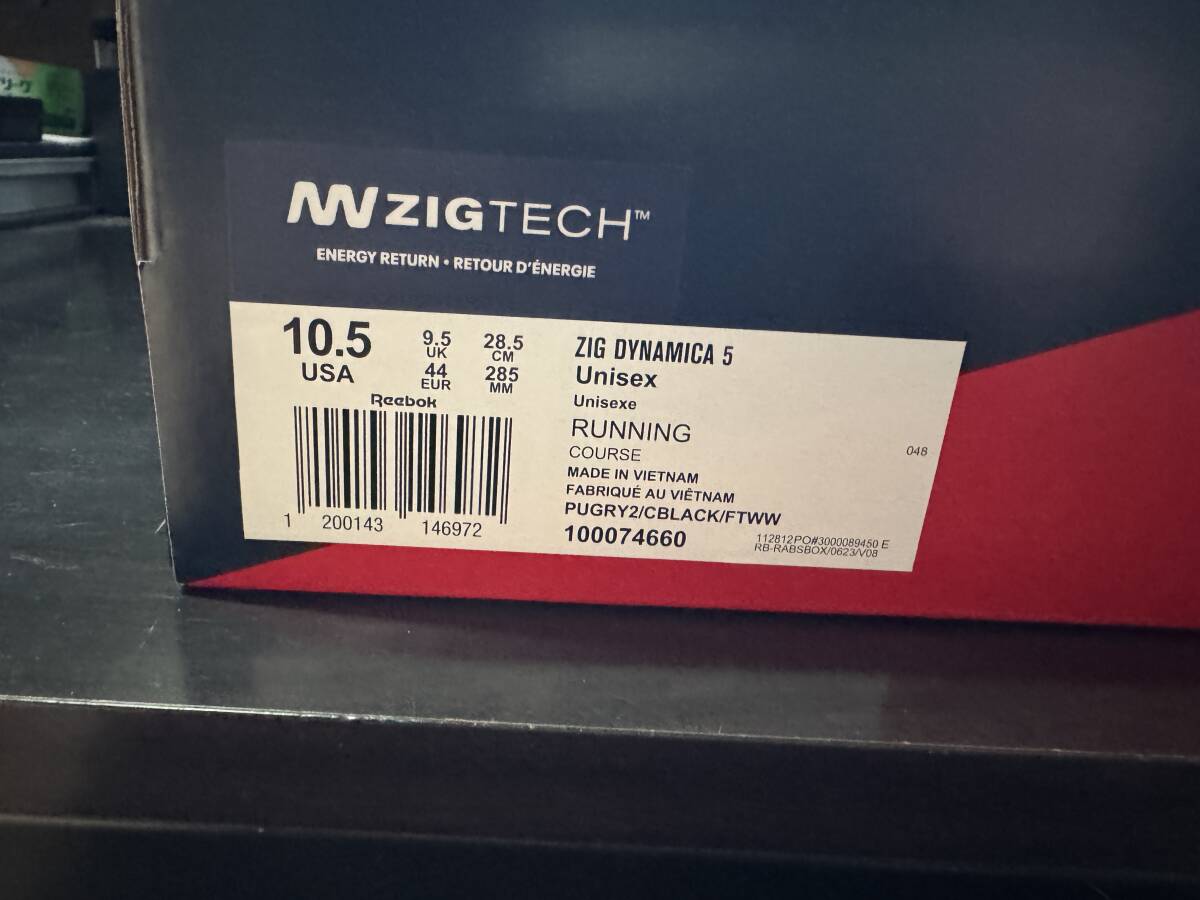 ZIGTECH™
ENERGY RETURN • RETOUR D'ÉNERGIE
10.5
USA
9.5
UK
44
EUR
28.5
CM
285
MM
Reebok
1 200143 146972
ZIG DYNAMICA 5
Unisex
Unisexe
RUNNING
COURSE
MADE IN VIETNAM
FABRIQUÉ AU VIÊTNAM
PUGRY2/CBLACK/FTWW
100074660
048
112812PO#3000089450 E
RB-RABSBOX/0623/V08